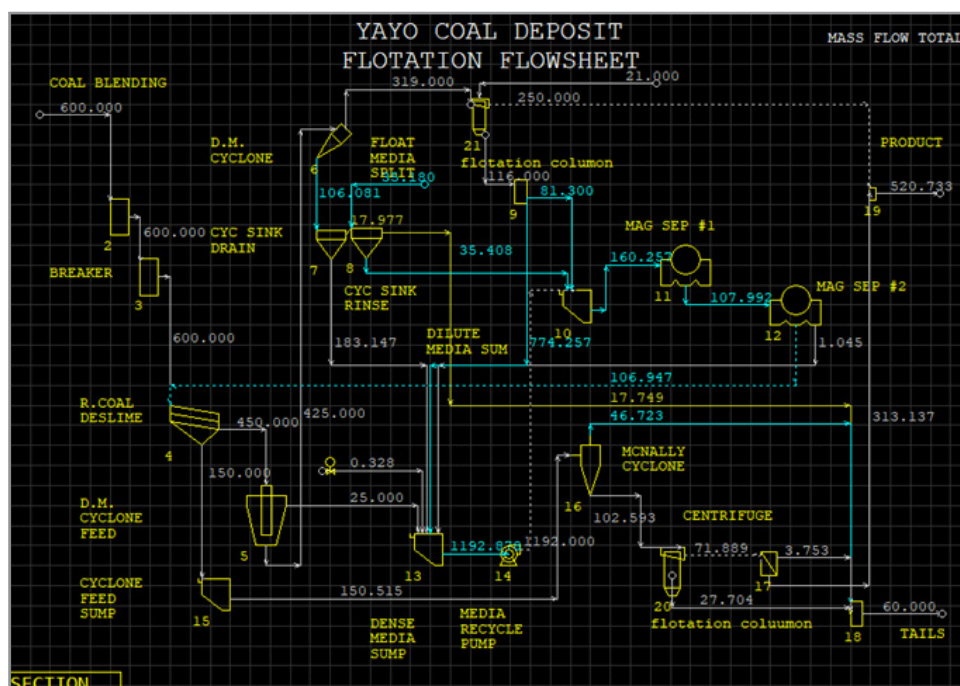 YAYO COAL DEPOSIT
FLOTATION FLOWSHEET
MASS FLOW TOTAL
COAL BLENDING
600.000
319.000
21.000
250.000
D.M.
CYCLONE
FLOAT
MEDIA
SPLIT
21
flotation columon
PRODUCT
6
116.000
106.081
81.300
9
520.733
19
2
600.000
CYC SINK
DRAIN
17.977
MAG SEP #1
35.408
160.257
BREAKER
3
7
8
CYC SINK
RINSE
11
107.992
MAG SEP #2
10
12
600.000
183.147
DILUTE
MEDIA SUM
774.257
1.045
106.947
17.749
R.COAL
DESLIME
425.000
46.723
313.137
450.000
4
MCNALLY
CYCLONE
150.000
0.328
16
D.M.
CYCLONE
FEED
25.000
102.593
CENTRIFUGE
5
1192.000
71.889
3.753
13
14
17
CYCLONE
FEED
SUMP
150.515
20
27.704
60.000
15
DENSE
MEDIA
SUMP
MEDIA
RECYCLE
PUMP
flotation coluumon
18
TAILS
SECTION